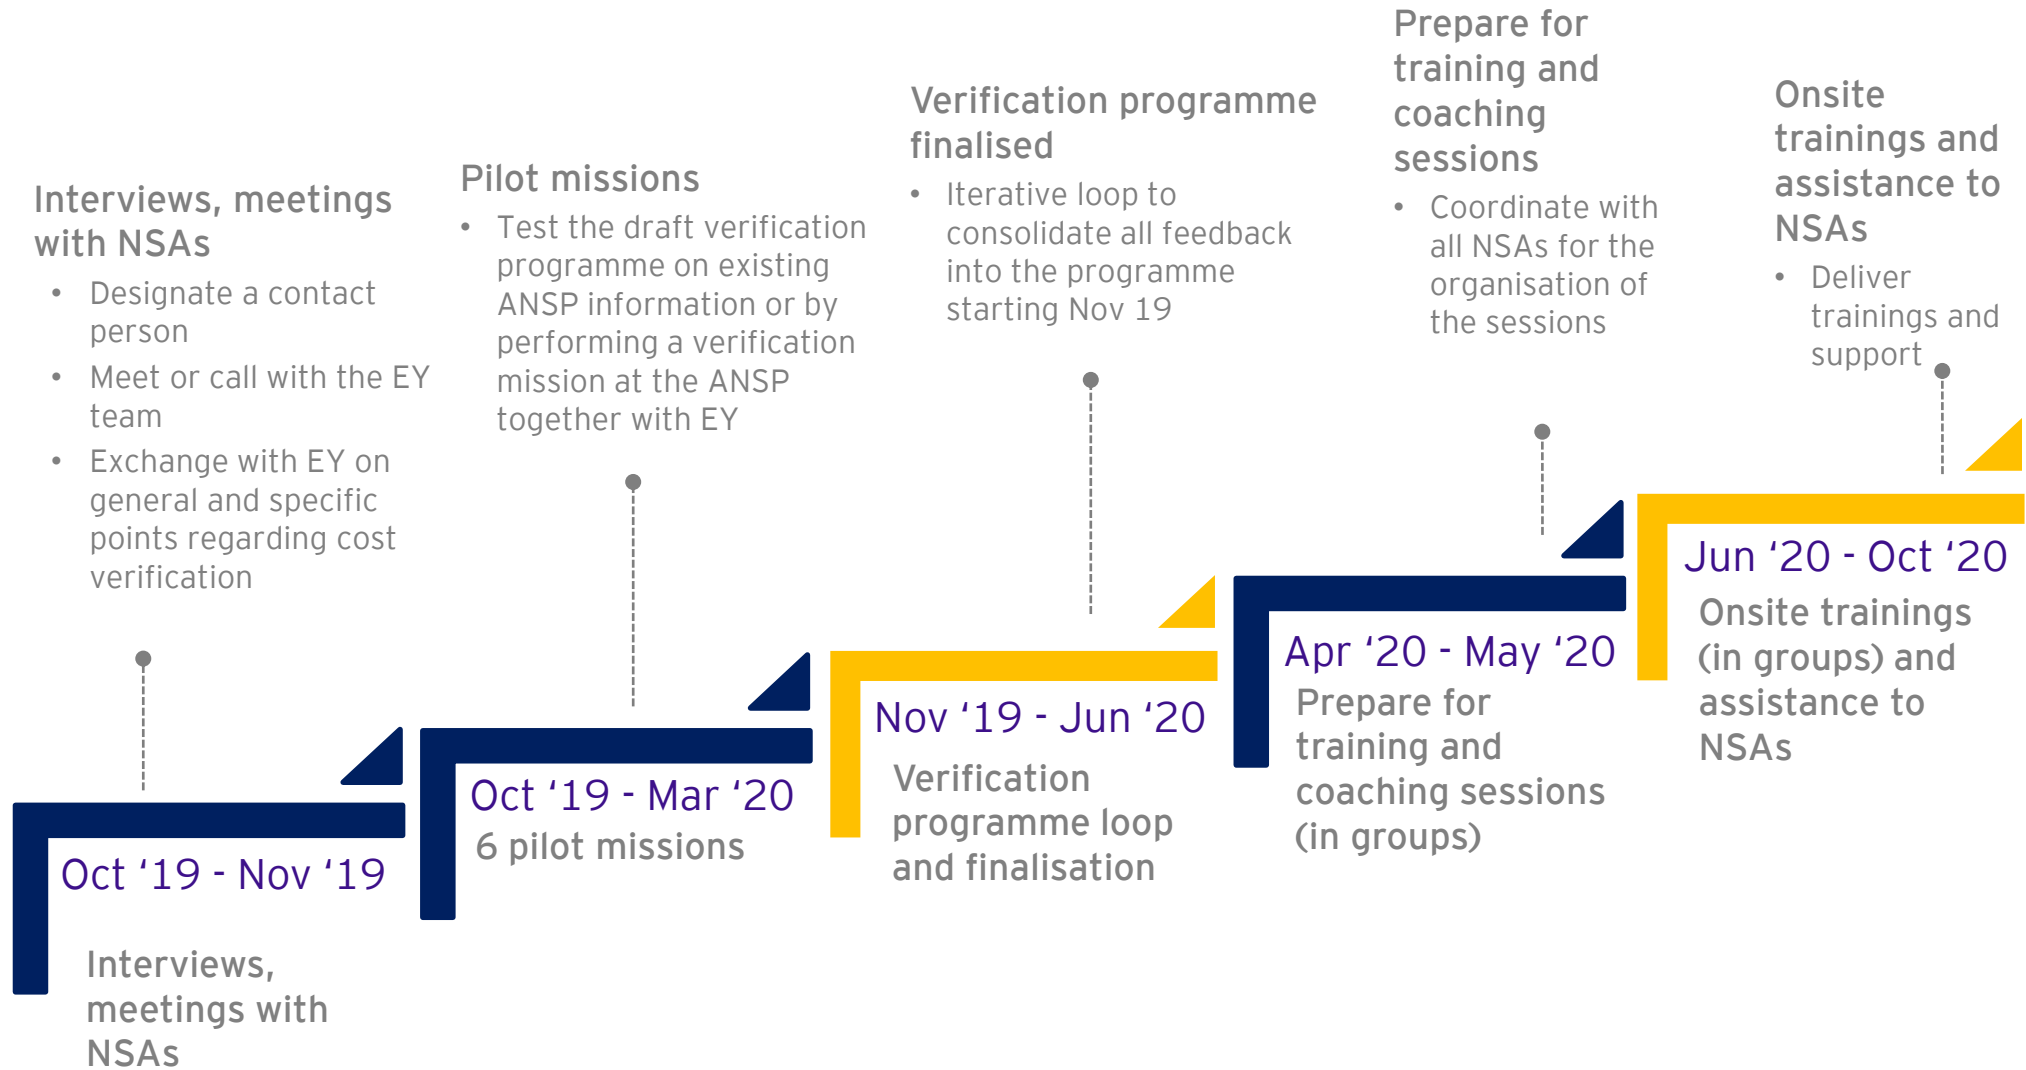 Interviews, meetings
with NSAs
• Designate a contact
person
• Meet or call with the EY
team
• Exchange with EY on
general and specific
points regarding cost
verification
Pilot missions
• Test the draft verification
programme on existing
ANSP information or by
performing a verification
mission at the ANSP
together with EY
Verification programme
finalised
• Iterative loop to
consolidate all feedback
into the programme
starting Nov 19
Prepare for
training and
coaching
sessions
• Coordinate with
all NSAs for the
organisation of
the sessions
Onsite
trainings and
assistance to
NSAs
• Deliver
trainings and
support
Oct ‘19 - Nov ‘19
Interviews,
meetings with
NSAs
Oct ‘19 - Mar ‘20
6 pilot missions
Nov ‘19 - Jun ‘20
Verification
programme loop
and finalisation
Apr ‘20 - May ‘20
Prepare for
training and
coaching sessions
(in groups)
Jun ‘20 - Oct ‘20
Onsite trainings
(in groups) and
assistance to
NSAs